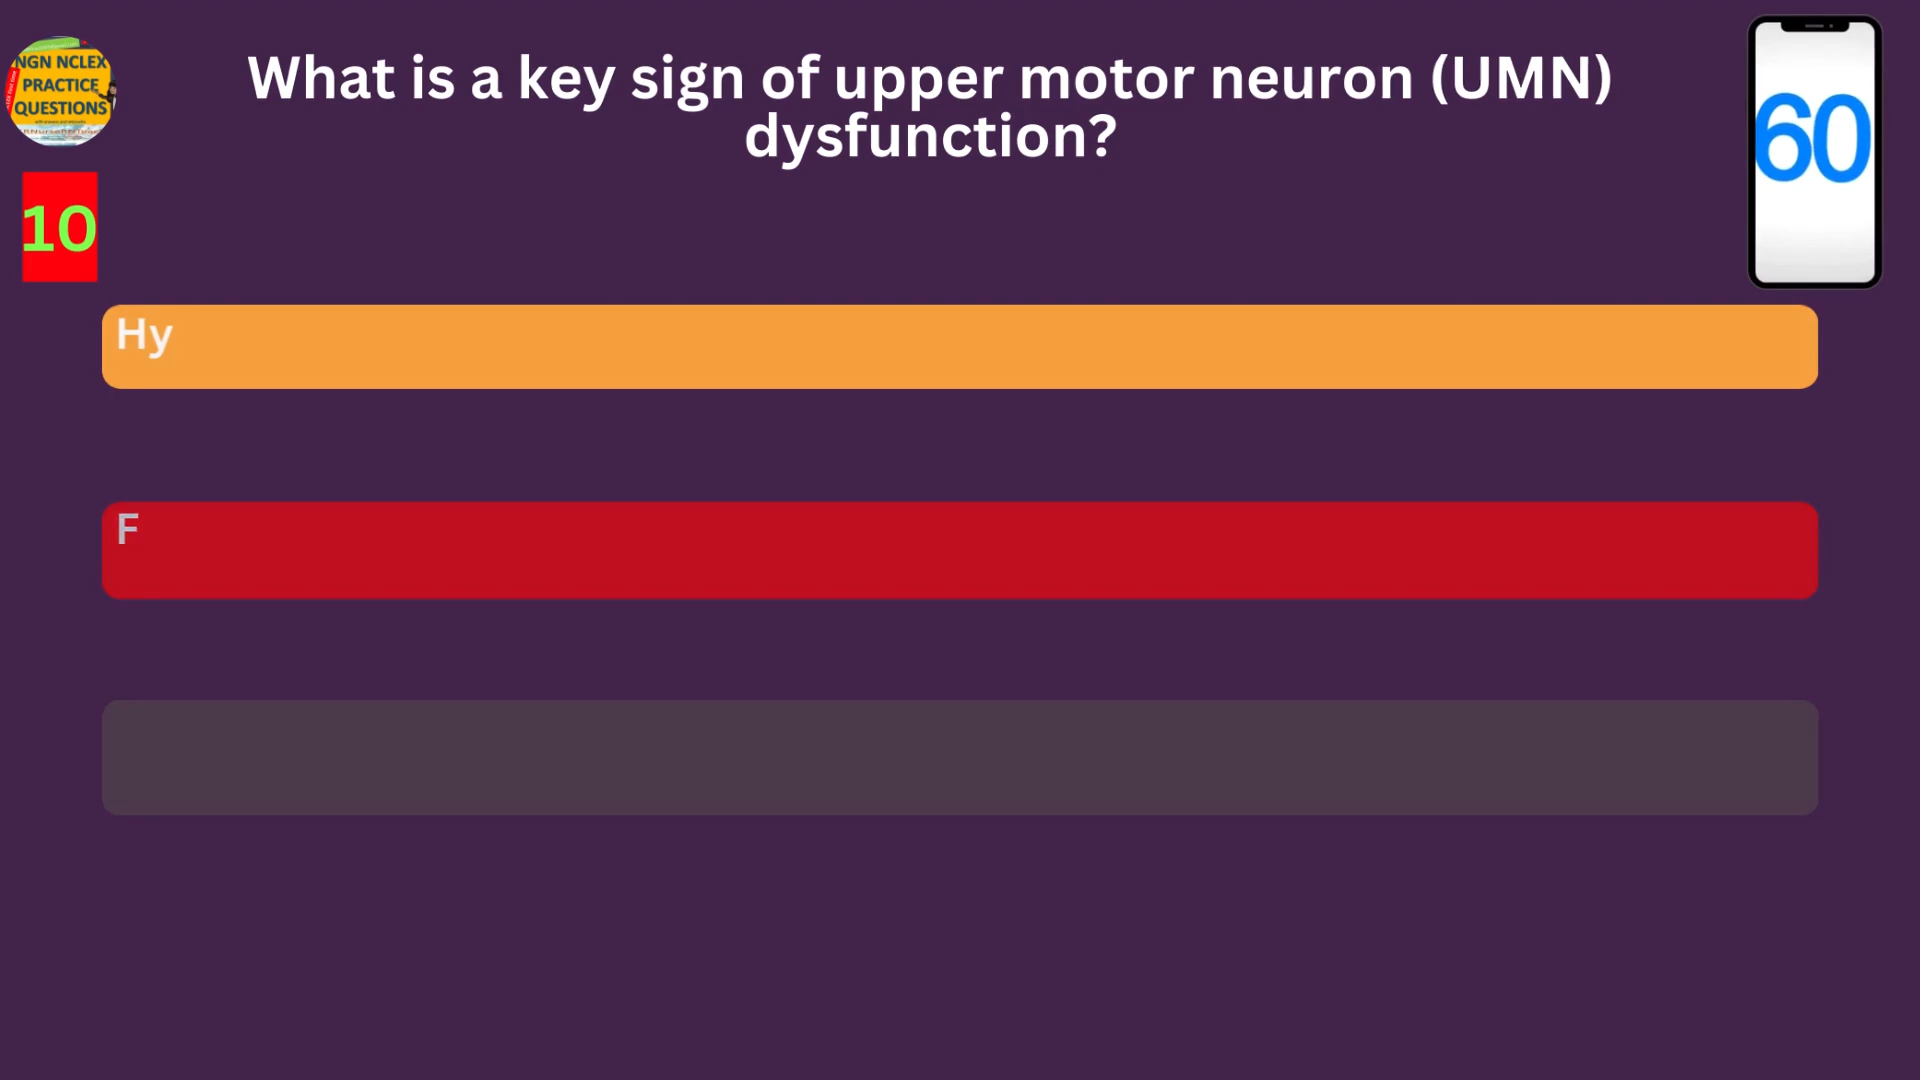 NGN NCLEX
PRACTICE
QUESTIONS
What is a key sign of upper motor neuron (UMN)
dysfunction?
60
10
Hy
F